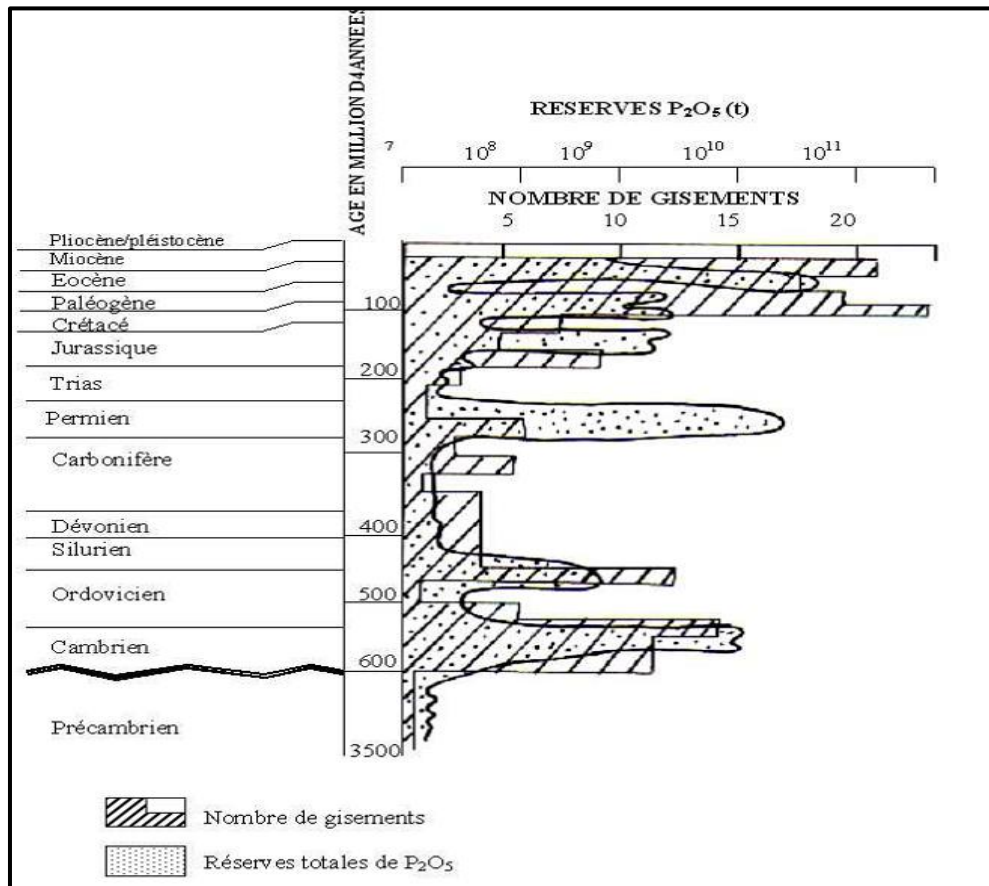 AGE EN MILLION D4ANNEES
RESERVES P₂O₅ (t)
7 10⁸ 10⁹ 10¹⁰ 10¹¹
NOMBRE DE GISEMENTS
5 10 15 20
Pliocène/pléistocène
Miocène
Eocène
Paléogène
100
Crétacé
Jurassique
200
Trias
Permien
300
Carbonifère
400
Dévonien
Silurien
500
Ordovicien
Cambrien
600
Précambrien
3500
Nombre de gisements
Réserves totales de P₂O₅